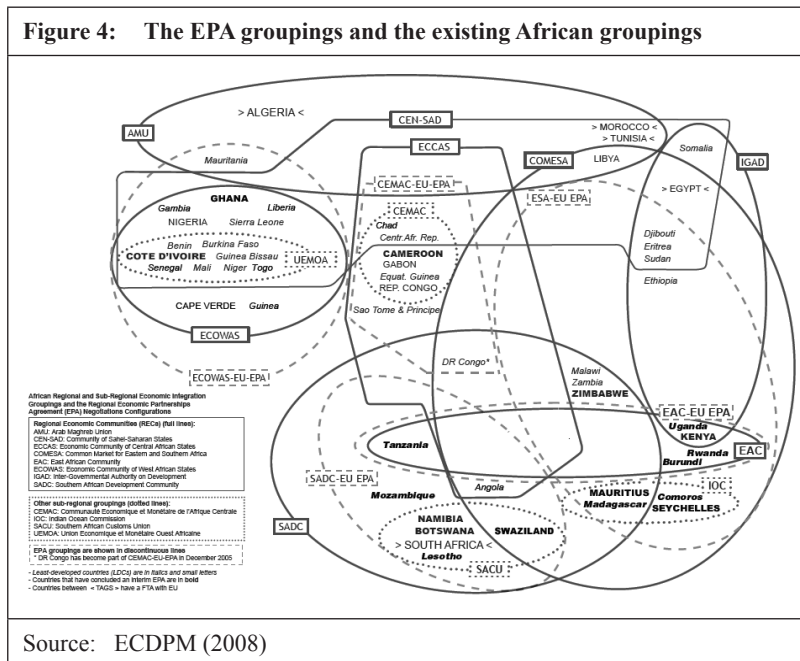 Figure 4: The EPA groupings and the existing African groupings
> ALGERIA <
AMU
CEN-SAD
> MOROCCO <
> TUNISIA <
ECCAS
COMESA
LIBYA
Somalia
IGAD
Mauritania
CEMAC-EU-EPA
ESA-EU EPA
> EGYPT <
GHANA
Gambia Liberia
NIGERIA Sierra Leone
CEMAC
Chad
Centr.Afr. Rep.
Benin Burkina Faso
COTE D'IVOIRE Guinea Bissau
UEMOA
Senegal Mali Niger Togo
CAMEROON
GABON
Equat. Guinea
REP. CONGO
Djibouti
Eritrea
Sudan
Ethiopia
CAPE VERDE Guinea
Sao Tome & Principe
ECOWAS
ECOWAS-EU-EPA
DR Congo*
Malawi
Zambia
ZIMBABWE
EAC-EU EPA
Uganda
KENYA
Tanzania
Rwanda
Burundi
EAC
SADC-EU EPA
IOC
Angola
Mozambique
MAURITIUS Comoros
Madagascar SEYCHELLES
SADC
NAMIBIA
BOTSWANA SWAZILAND
> SOUTH AFRICA <
Lesotho
SACU
African Regional and Sub-Regional Economic Integration
Groupings and the Regional Economic Partnerships
Agreement (EPA) Negotiations Configurations
Regional Economic Communities (RECs) (full lines):
AMU: Arab Maghreb Union
CEN-SAD: Community of Sahel-Saharan States
ECCAS: Economic Community of Central African States
COMESA: Common Market for Eastern and Southern Africa
EAC: East African Community
ECOWAS: Economic Community of West African States
IGAD: Inter-Governmental Authority on Development
SADC: Southern African Development Community
Other sub-regional groupings (dotted lines):
CEMAC: Communauté Economique et Monétaire de l'Afrique Centrale
IOC: Indian Ocean Commission
SACU: Southern African Customs Union
UEMOA: Union Economique et Monétaire Ouest Africaine
EPA groupings are shown in discontinuous lines
* DR Congo has become part of CEMAC-EU-EPA in December 2005
- Least-developed countries (LDCs) are in italics and small letters
- Countries that have concluded an interim EPA are in bold
- Countries between < TAGS > have a FTA with EU
Source: ECDPM (2008)